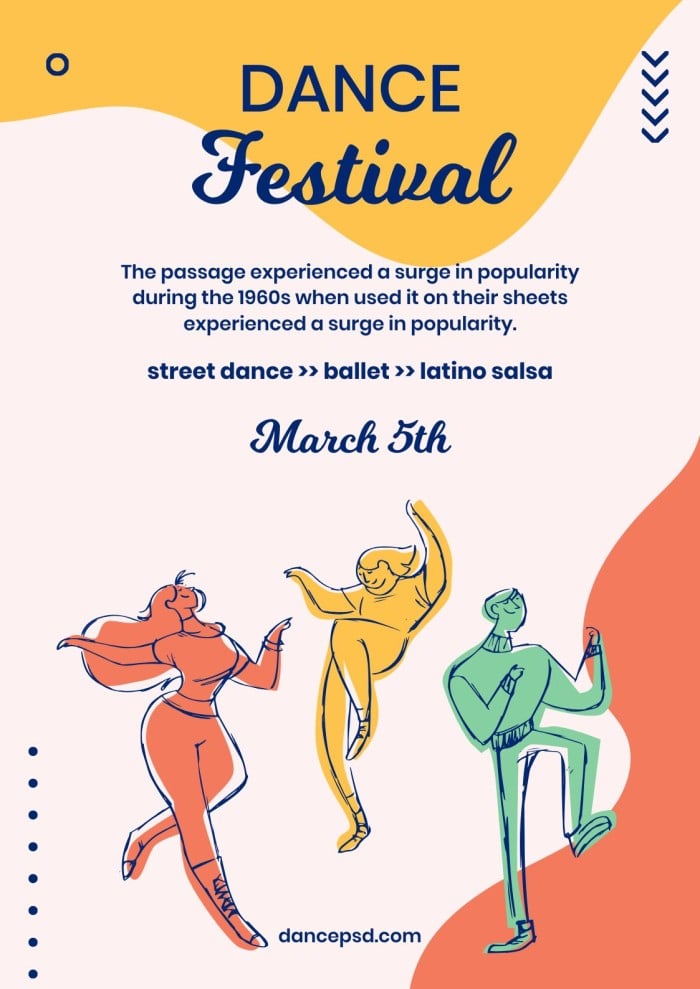 DANCE
Festival
The passage experienced a surge in popularity
during the 1960s when used it on their sheets
experienced a surge in popularity.
street dance >> ballet >> latino salsa
March 5th
dancepsd.com